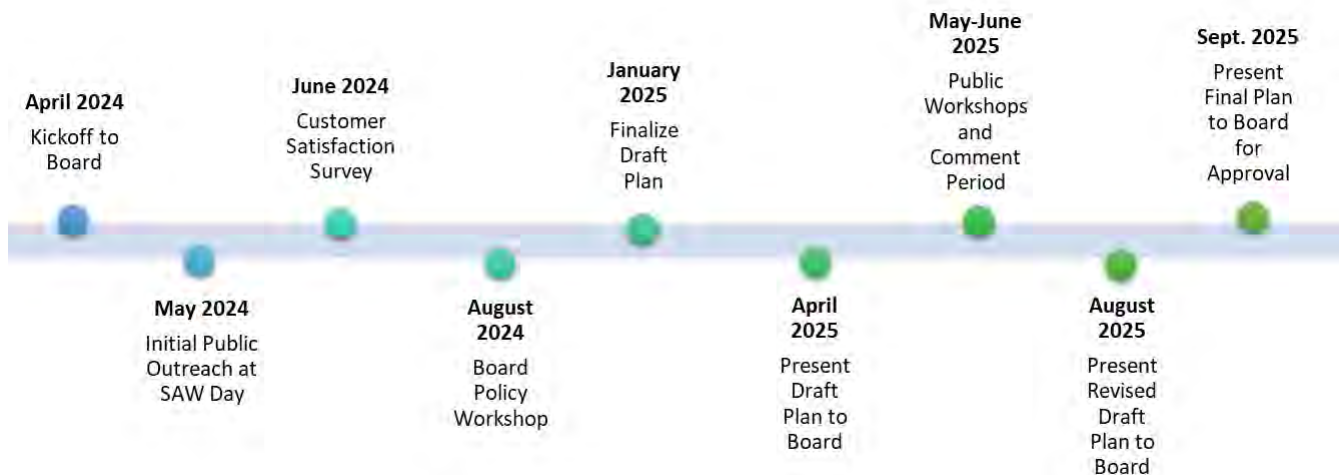 April 2024
Kickoff to
Board
May 2024
Initial Public
Outreach at
SAW Day
June 2024
Customer
Satisfaction
Survey
August
2024
Board
Policy
Workshop
January
2025
Finalize
Draft
Plan
April
2025
Present
Draft
Plan to
Board
May-June
2025
Public
Workshops
and
Comment
Period
August
2025
Present
Revised
Draft
Plan to
Board
Sept. 2025
Present
Final Plan
to Board
for
Approval